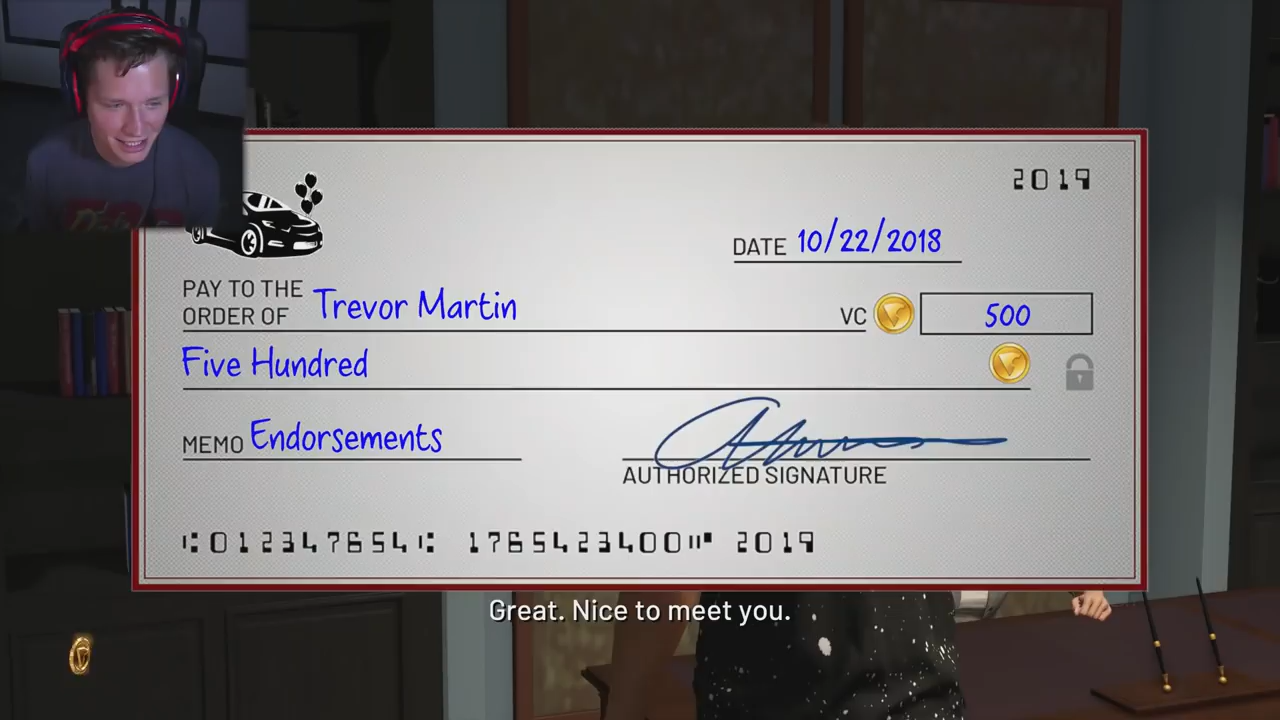 2019
DATE 10/22/2018
PAY TO THE
ORDER OF Trevor Martin VC 500
Five Hundred
MEMO Endorsements
AUTHORIZED SIGNATURE
⑆012347654⑆ 1765423400⑈ 2019
Great. Nice to meet you.